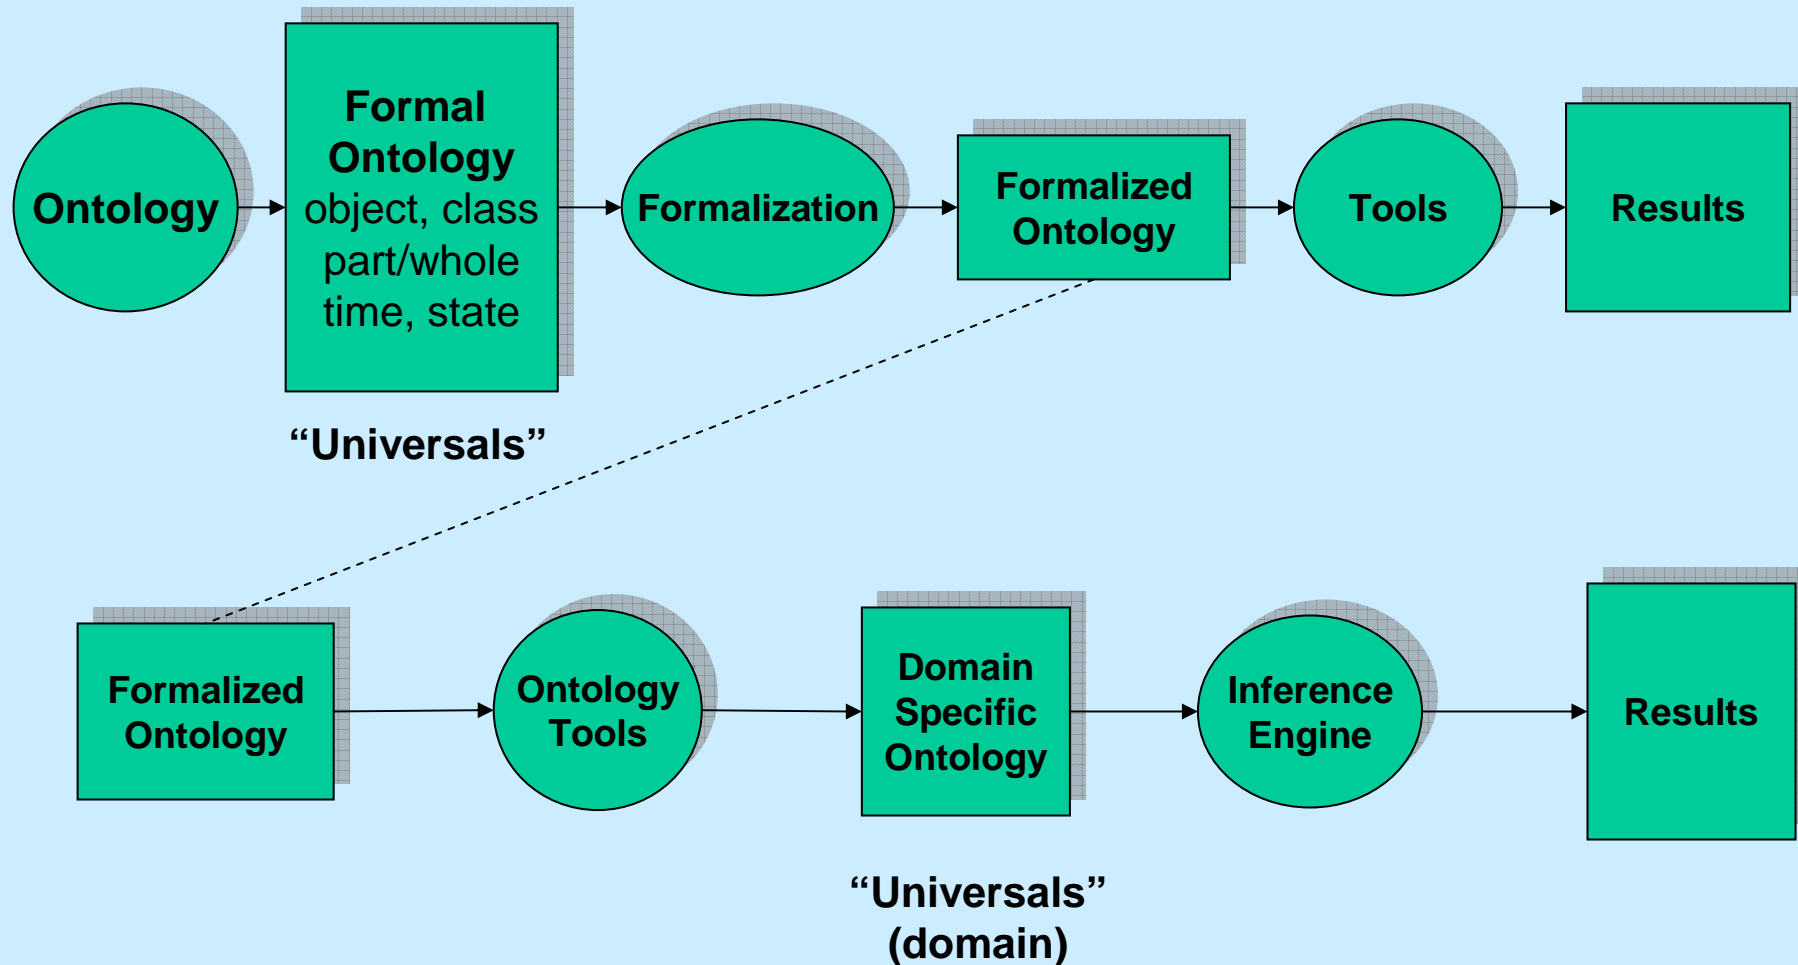 Ontology
Formal
Ontology
object, class
part/whole
time, state
Formalization
Formalized
Ontology
Tools
Results
“Universals”
Formalized
Ontology
Ontology
Tools
Domain
Specific
Ontology
Inference
Engine
Results
“Universals”
(domain)